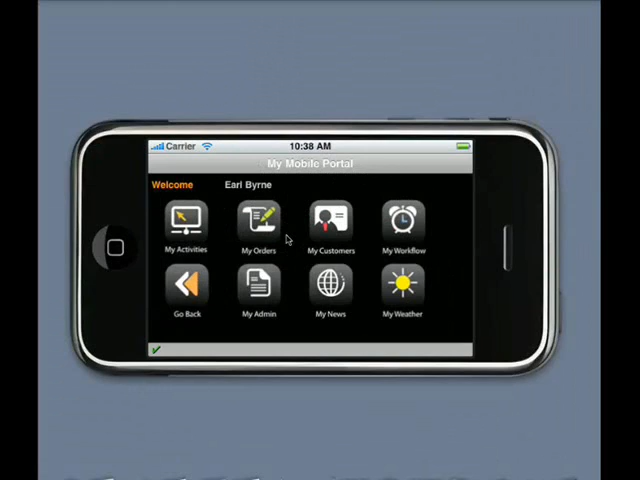 Carrier 10:38 AM
My Mobile Portal
Welcome Earl Byrne
My Activities My Orders My Customers My Workflow
Go Back My Admin My News My Weather